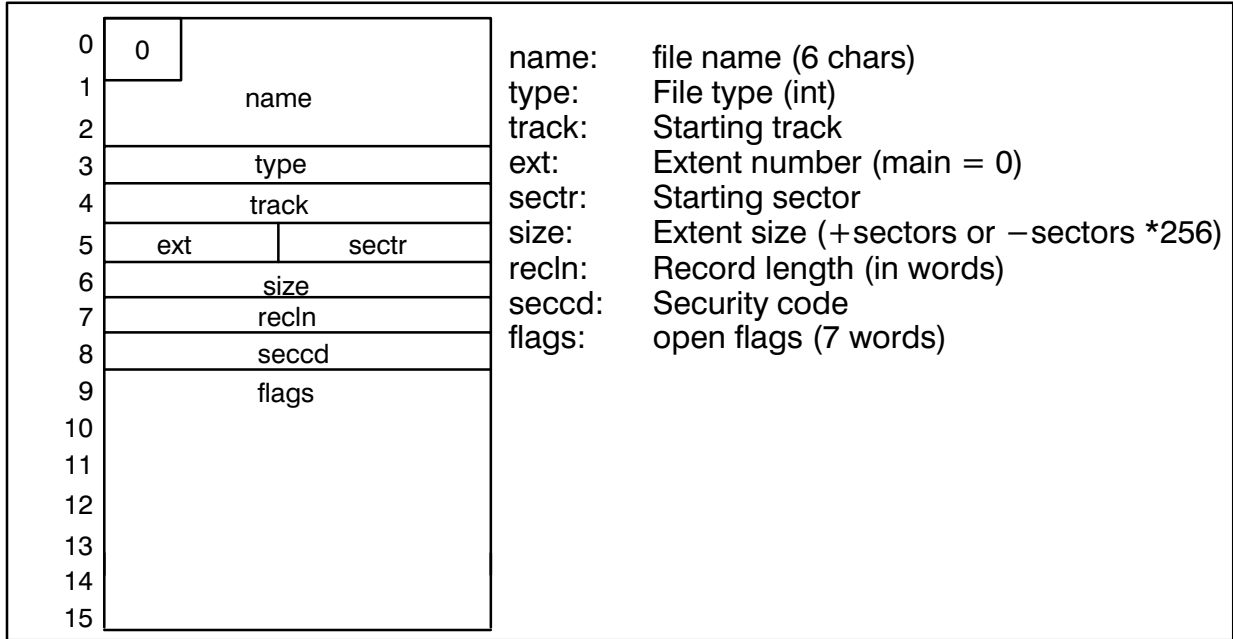 0 0
1 name
2
3 type
4 track
5 ext sectr
6 size
7 recln
8 seccd
9 flags
10
11
12
13
14
15
name: file name (6 chars)
type: File type (int)
track: Starting track
ext: Extent number (main = 0)
sectr: Starting sector
size: Extent size (+sectors or −sectors *256)
recln: Record length (in words)
seccd: Security code
flags: open flags (7 words)